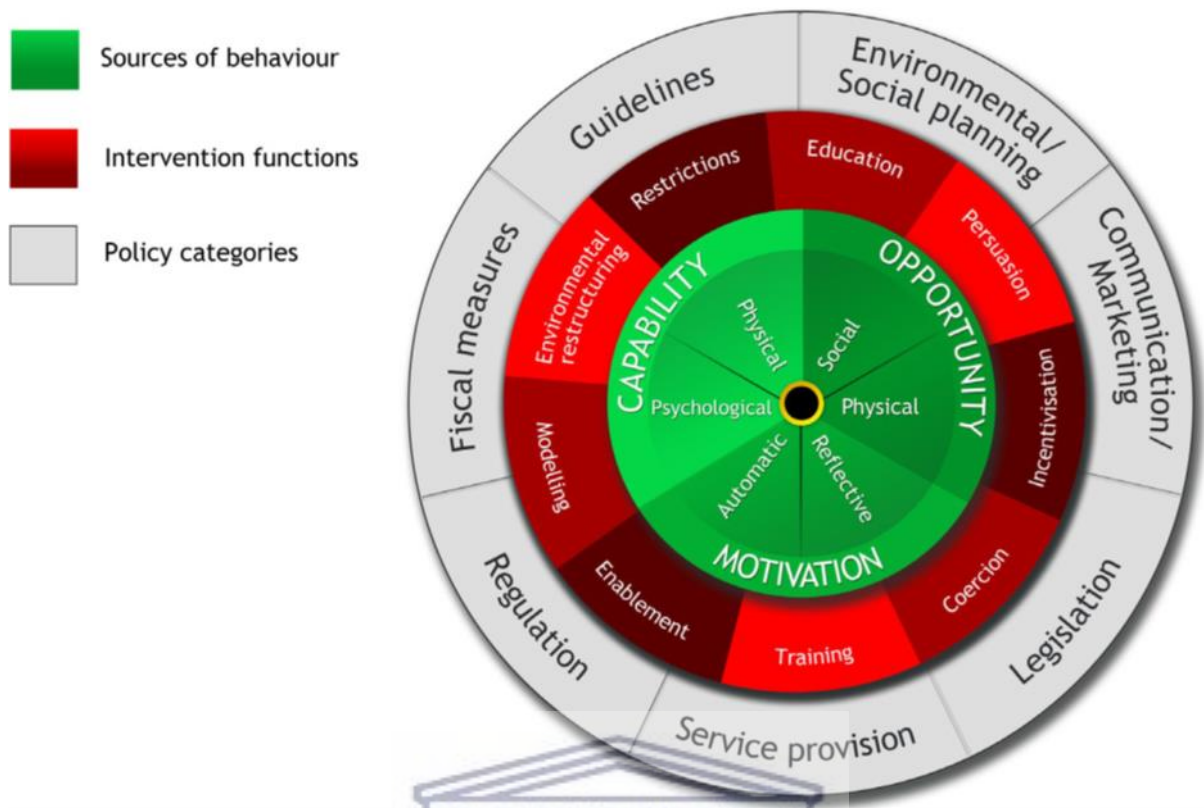 Sources of behaviour
Intervention functions
Policy categories
Guidelines
Environmental/
Social planning
Communication/
Marketing
Legislation
Service provision
Regulation
Fiscal measures
Restrictions
Education
Persuasion
Incentivisation
Coercion
Training
Enablement
Modelling
Environmental
restructuring
CAPABILITY
OPPORTUNITY
MOTIVATION
Physical
Social
Psychological
Physical
Automatic
Reflective